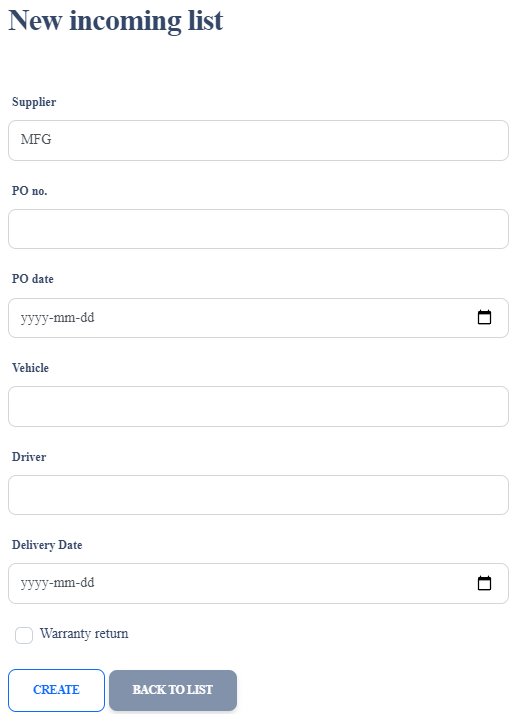 New incoming list
Supplier
MFG
PO no.
PO date
yyyy-mm-dd
Vehicle
Driver
Delivery Date
yyyy-mm-dd
Warranty return
CREATE BACK TO LIST